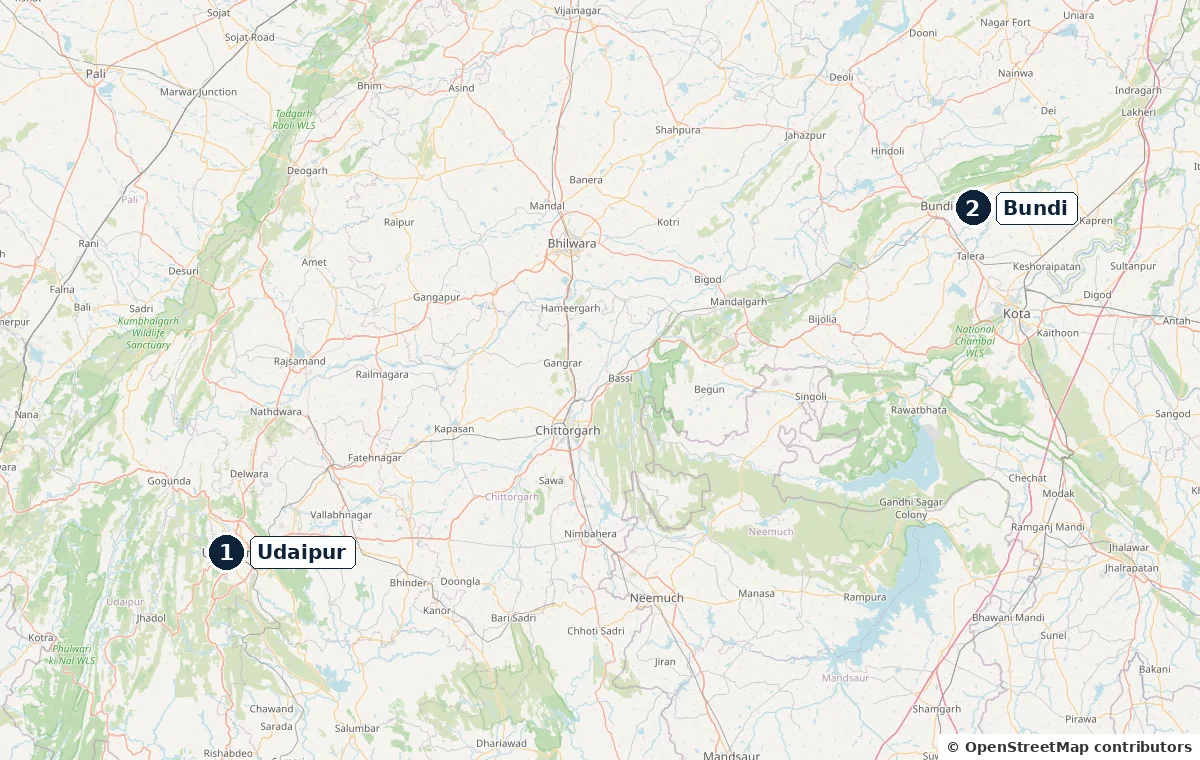 Sojat
Vijainagar
Uniara
Nagar Fort
Dooni
Sojat Road
Pali
Nainwa
Deoli
Bhim
Asind
Marwar Junction
Indragarh
Dei
Lakheri
Todgarh
Raoli WLS
Shahpura
Jahazpur
Hindoli
Deogarh
Banera
Pali
Mandal
Bundi
2
Bundi
Raipur
Kotri
Kapren
Rani
Bhilwara
Talera
Amet
Keshoraipatan
Sultanpur
Desuri
Bigod
Falna
Gangapur
Mandalgarh
Digod
Bali
Sadri
Hameergarh
Kota
Kumbhalgarh
Wildlife
Sanctuary
Bijolia
Antah
National
Chambal
WLS
Kaithoon
Rajsamand
Gangrar
Railmagara
Bassi
Begun
Singoli
Nana
Nathdwara
Rawatbhata
Sangod
Kapasan
Chittorgarh
Fatehnagar
Delwara
Gogunda
Sawa
Chechat
Chittorgarh
Modak
Gandhi Sagar
Colony
Vallabhnagar
Ramganj Mandi
Nimbahera
Neemuch
1
Udaipur
Jhalawar
Jhalrapatan
Bhinder
Doongla
Manasa
Rampura
Neemuch
Udaipur
Kanor
Bari Sadri
Jhadol
Bhawani Mandi
Chhoti Sadri
Kotra
Sunel
Phulwari
ki Nal WLS
Jiran
Bakani
Mandsaur
Chawand
Shamgarh
Pirawa
Sarada
Salumbar
Dhariawad
Rishabdeo
Mandsaur
© OpenStreetMap contributors